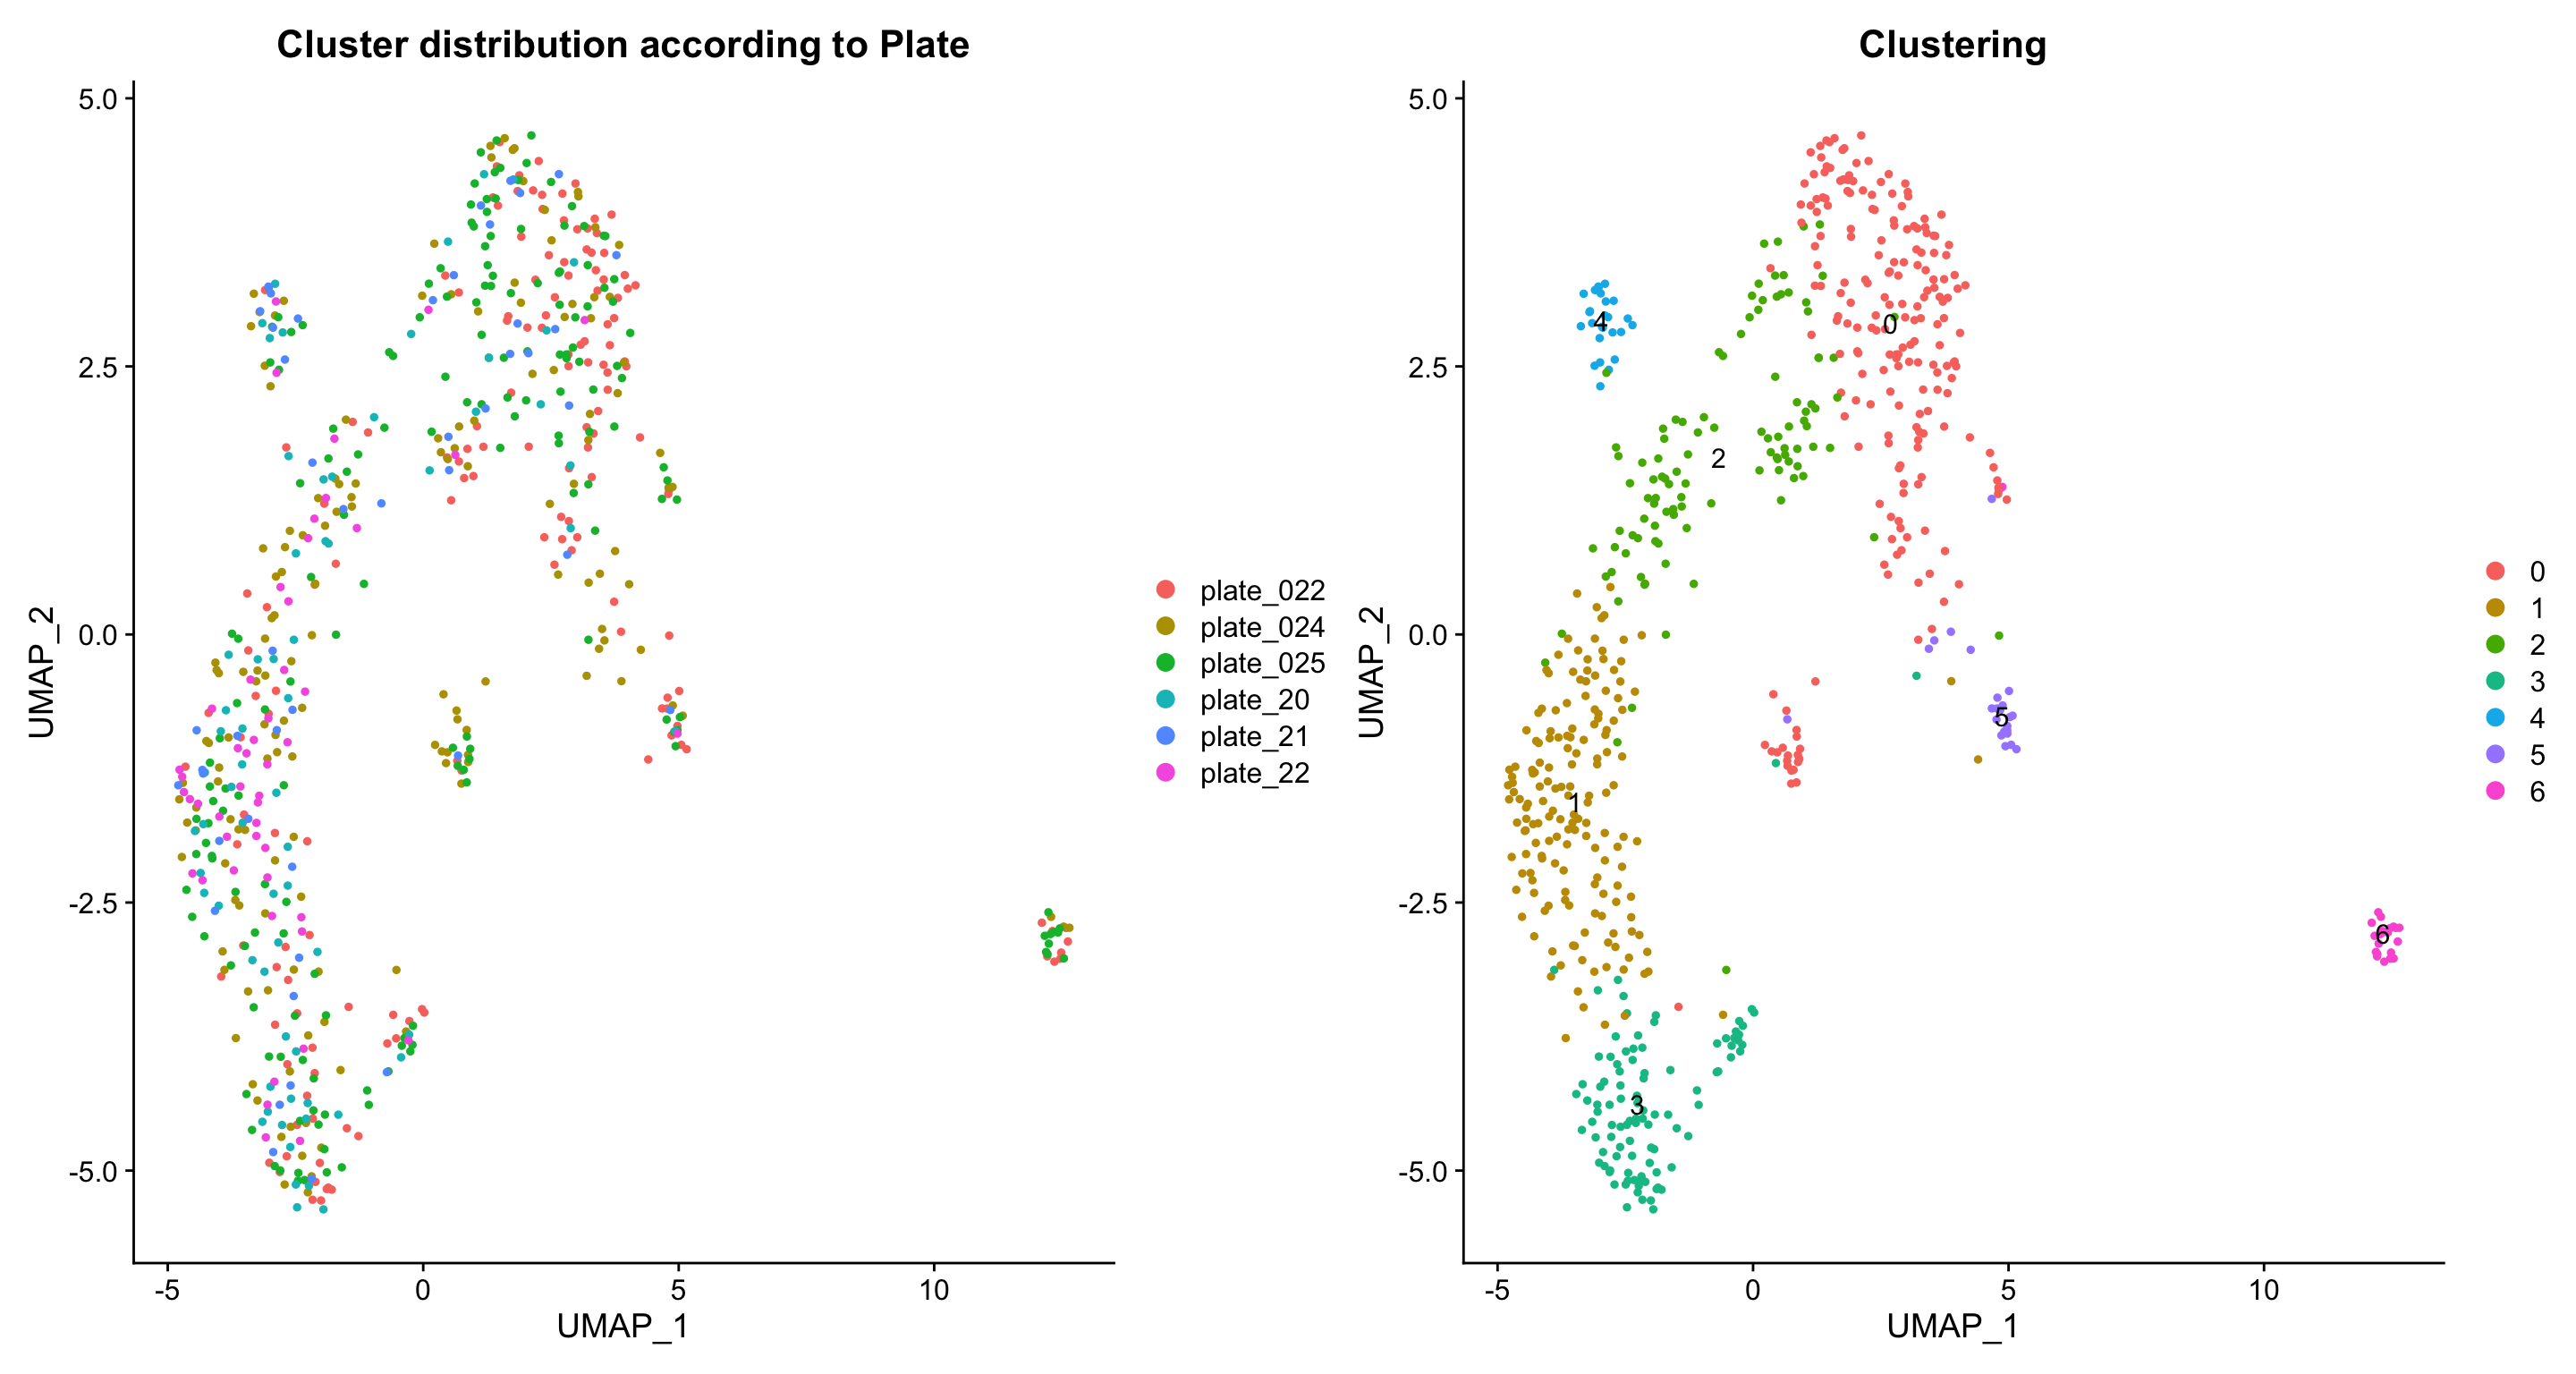 Cluster distribution according to Plate
5.0
2.5
0.0
-2.5
-5.0
UMAP_2
-5
0
5
10
UMAP_1
plate_022
plate_024
plate_025
plate_20
plate_21
plate_22
Clustering
5.0
2.5
0.0
-2.5
-5.0
UMAP_2
4
0
2
5
1
6
3
-5
0
5
10
UMAP_1
0
1
2
3
4
5
6